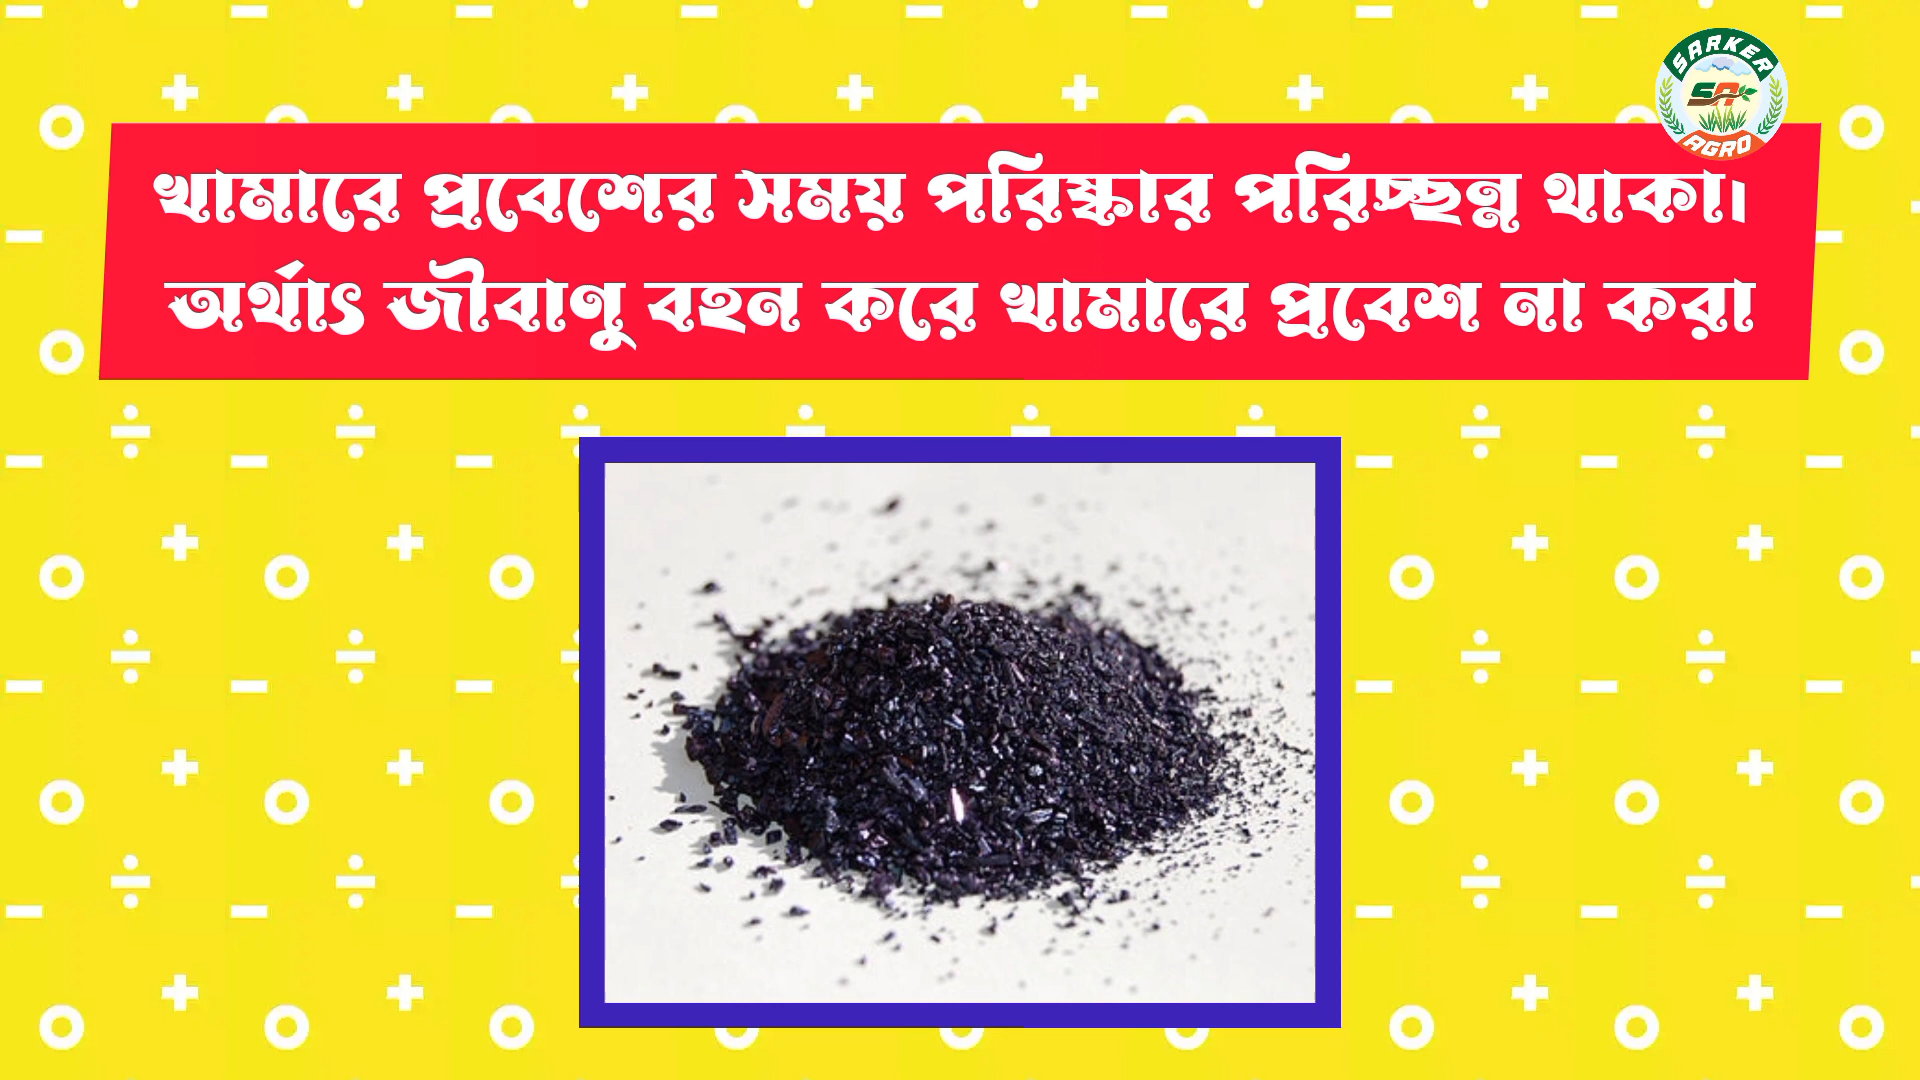 SARKER
SA
AGRO
খামারে প্রবেশের সময় পরিষ্কার পরিচ্ছন্ন থাকা।
অর্থাৎ জীবাণু বহন করে খামারে প্রবেশ না করা